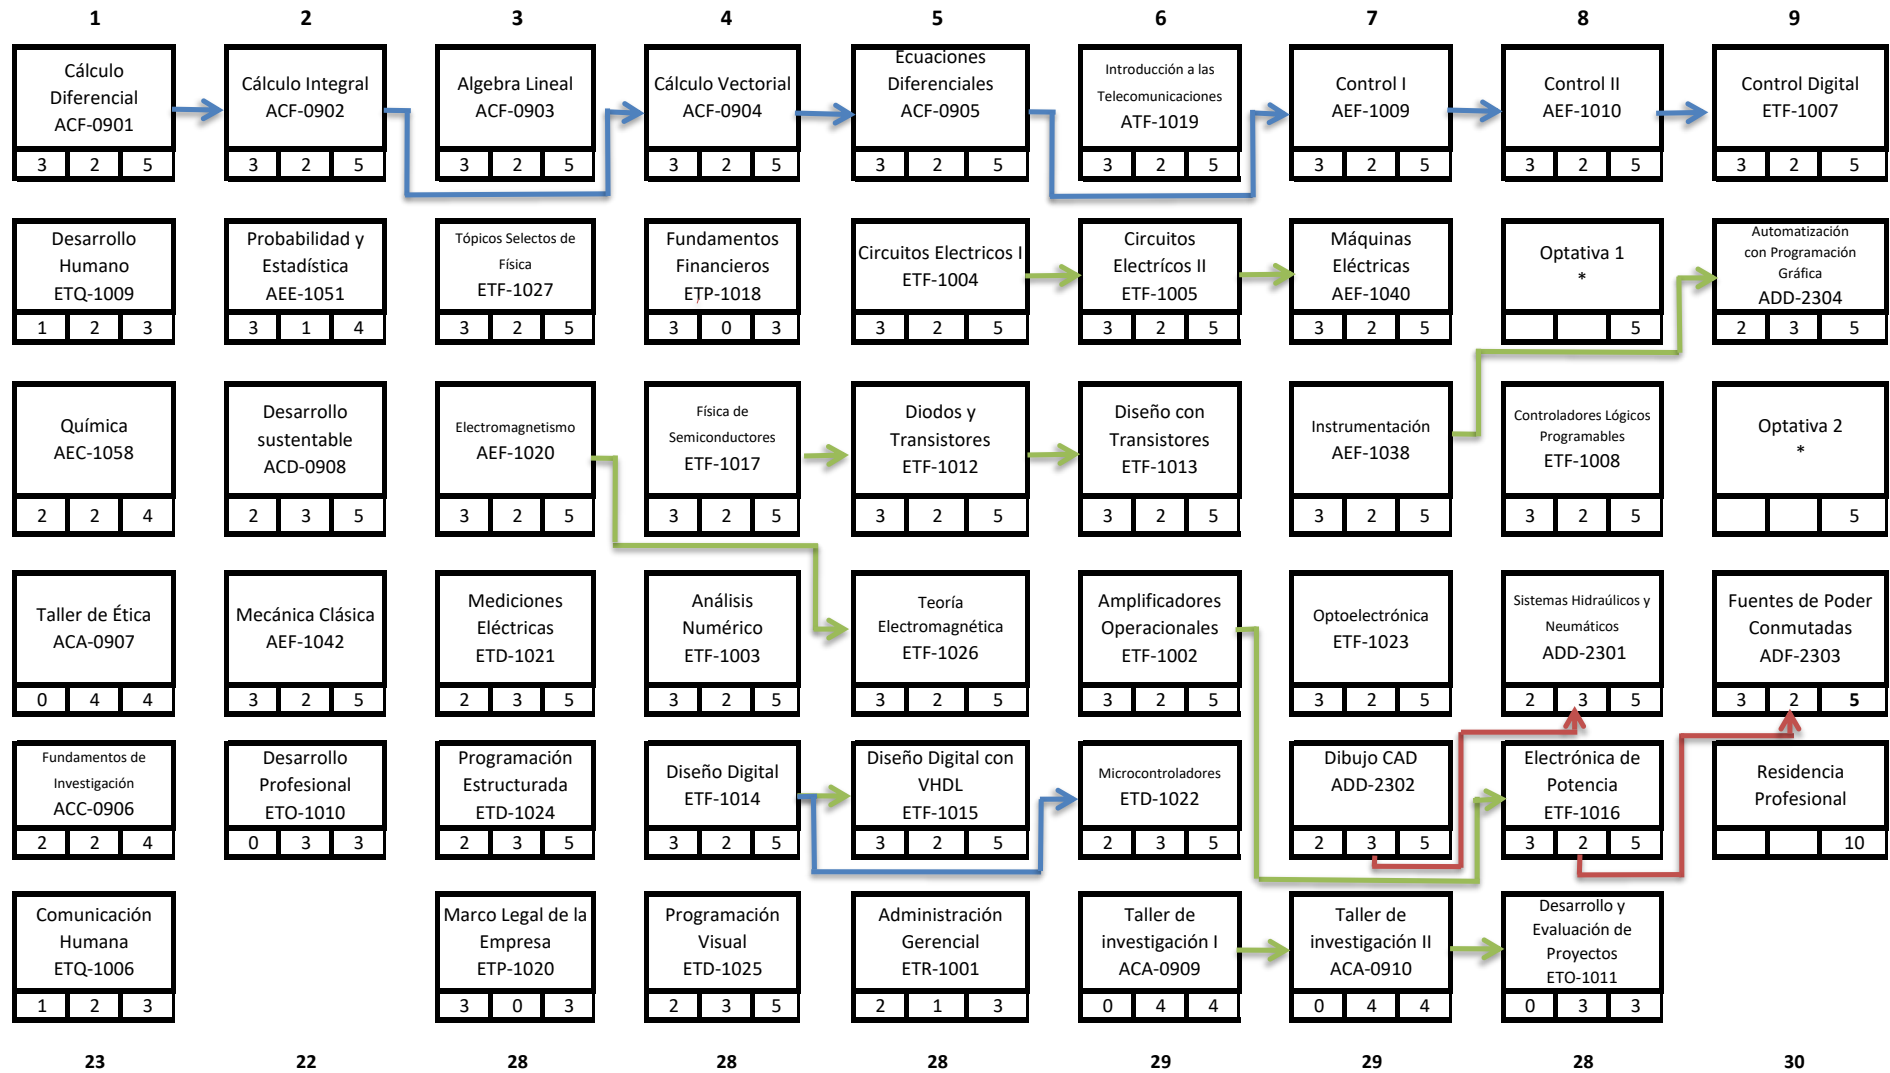 1 2 3 4 5 6 7 8 9
Cálculo
Diferencial
ACF-0901
3 2 5
Cálculo Integral
ACF-0902
3 2 5
Algebra Lineal
ACF-0903
3 2 5
Cálculo Vectorial
ACF-0904
3 2 5
Ecuaciones
Diferenciales
ACF-0905
3 2 5
Introducción a las
Telecomunicaciones
ATF-1019
3 2 5
Control I
AEF-1009
3 2 5
Control II
AEF-1010
3 2 5
Control Digital
ETF-1007
3 2 5
Desarrollo
Humano
ETQ-1009
1 2 3
Probabilidad y
Estadística
AEE-1051
3 1 4
Tópicos Selectos de
Física
ETF-1027
3 2 5
Fundamentos
Financieros
ETP-1018
3 0 3
Circuitos Electricos I
ETF-1004
3 2 5
Circuitos
Electrícos II
ETF-1005
3 2 5
Máquinas
Eléctricas
AEF-1040
3 2 5
Optativa 1
*
5
Automatización
con Programación
Gráfica
ADD-2304
2 3 5
Química
AEC-1058
2 2 4
Desarrollo
sustentable
ACD-0908
2 3 5
Electromagnetismo
AEF-1020
3 2 5
Física de
Semiconductores
ETF-1017
3 2 5
Diodos y
Transistores
ETF-1012
3 2 5
Diseño con
Transistores
ETF-1013
3 2 5
Instrumentación
AEF-1038
3 2 5
Controladores Lógicos
Programables
ETF-1008
3 2 5
Optativa 2
*
5
Taller de Ética
ACA-0907
0 4 4
Mecánica Clásica
AEF-1042
3 2 5
Mediciones
Eléctricas
ETD-1021
2 3 5
Análisis
Numérico
ETF-1003
3 2 5
Teoría
Electromagnética
ETF-1026
3 2 5
Amplificadores
Operacionales
ETF-1002
3 2 5
Optoelectrónica
ETF-1023
3 2 5
Sistemas Hidraúlicos y
Neumáticos
ADD-2301
2 3 5
Fuentes de Poder
Conmutadas
ADF-2303
3 2 5
Fundamentos de
Investigación
ACC-0906
2 2 4
Desarrollo
Profesional
ETO-1010
0 3 3
Programación
Estructurada
ETD-1024
2 3 5
Diseño Digital
ETF-1014
3 2 5
Diseño Digital con
VHDL
ETF-1015
3 2 5
Microcontroladores
ETD-1022
2 3 5
Dibujo CAD
ADD-2302
2 3 5
Electrónica de
Potencia
ETF-1016
3 2 5
Residencia
Profesional
10
Comunicación
Humana
ETQ-1006
1 2 3
Marco Legal de la
Empresa
ETP-1020
3 0 3
Programación
Visual
ETD-1025
2 3 5
Administración
Gerencial
ETR-1001
2 1 3
Taller de
investigación I
ACA-0909
0 4 4
Taller de
investigación II
ACA-0910
0 4 4
Desarrollo y
Evaluación de
Proyectos
ETO-1011
0 3 3
23 22 28 28 28 29 29 28 30